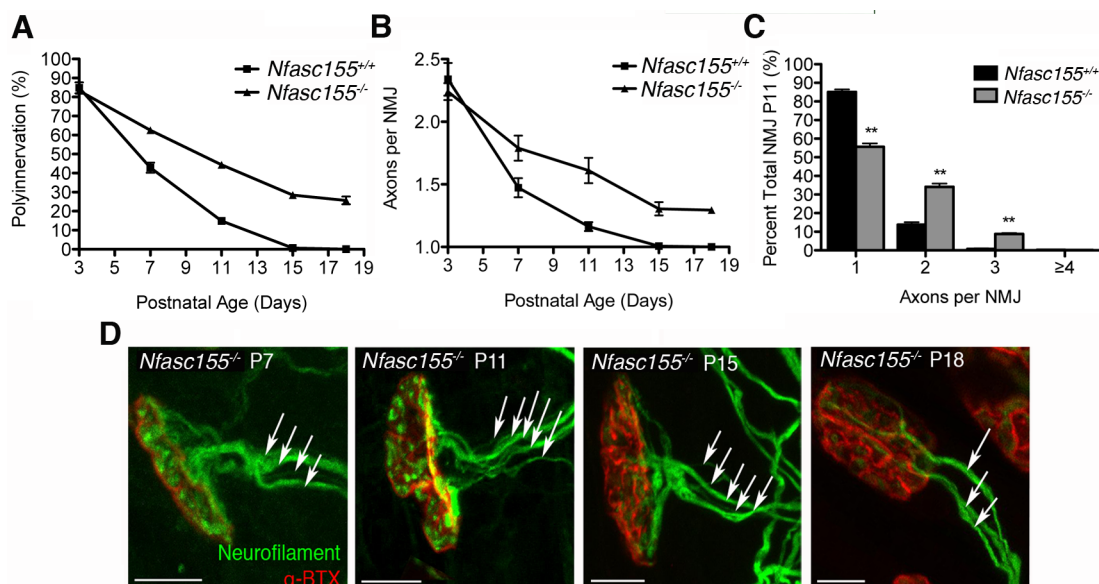 A
Polyinnervation (%)
100
90
80
70
60
50
40
30
20
10
0
3 5 7 9 11 13 15 17 19
Postnatal Age (Days)
Nfasc155+/+
Nfasc155-/-
B
Axons per NMJ
2.5
2.0
1.5
1.0
3 5 7 9 11 13 15 17 19
Postnatal Age (Days)
Nfasc155+/+
Nfasc155-/-
C
Percent Total NMJ P11 (%)
100
90
80
70
60
50
40
30
20
10
0
Nfasc155+/+
Nfasc155-/-
**
**
**
1 2 3 ≥4
Axons per NMJ
D
Nfasc155-/- P7
Neurofilament
α-BTX
Nfasc155-/- P11
Nfasc155-/- P15
Nfasc155-/- P18